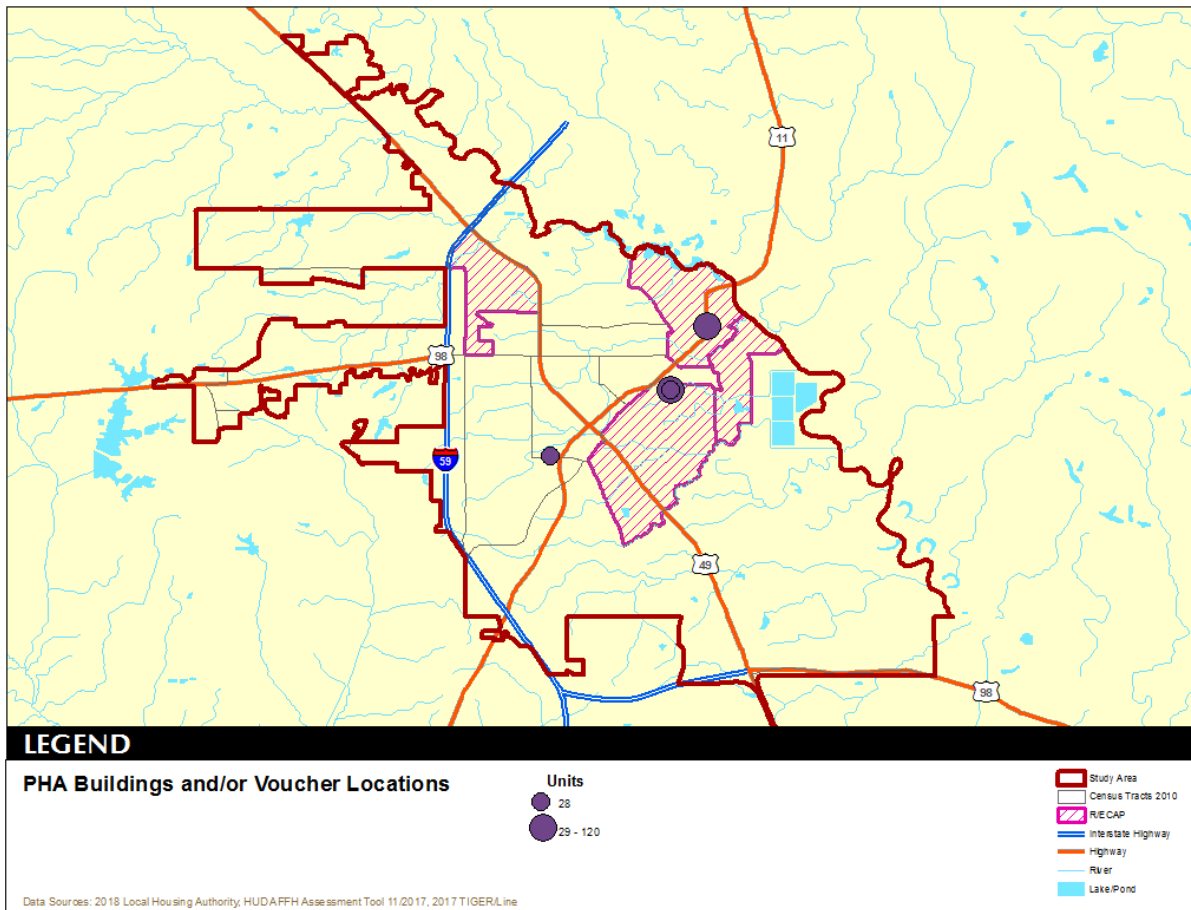 11
98
59
49
98
LEGEND
PHA Buildings and/or Voucher Locations
Units
28
29 - 120
Study Area
Census Tracts 2010
R/ECAP
Interstate Highway
Highway
River
Lake/Pond
Data Sources: 2018 Local Housing Authority, HUD AFFH Assessment Tool 11/2017, 2017 TIGER/Line